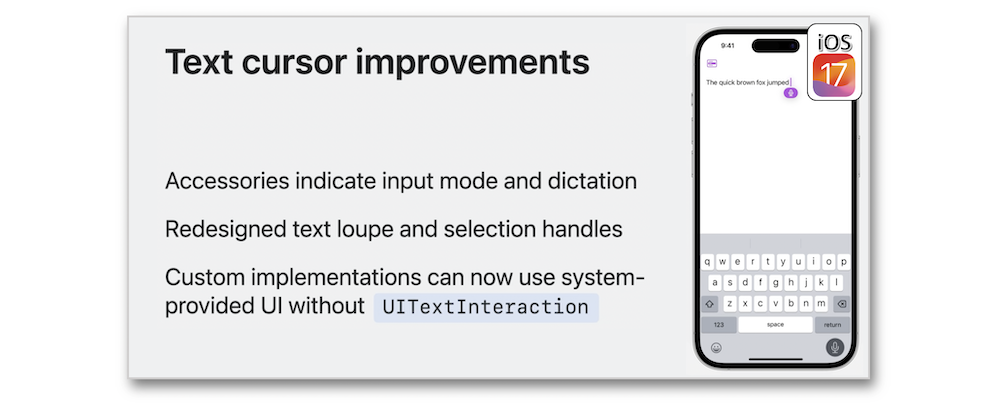 Text cursor improvements
Accessories indicate input mode and dictation
Redesigned text loupe and selection handles
Custom implementations can now use system-
provided UI without UITextInteraction
9:41
iOS
17
The quick brown fox jumped
q w e r t y u i o p
a s d f g h j k l
z x c v b n m
123 space return